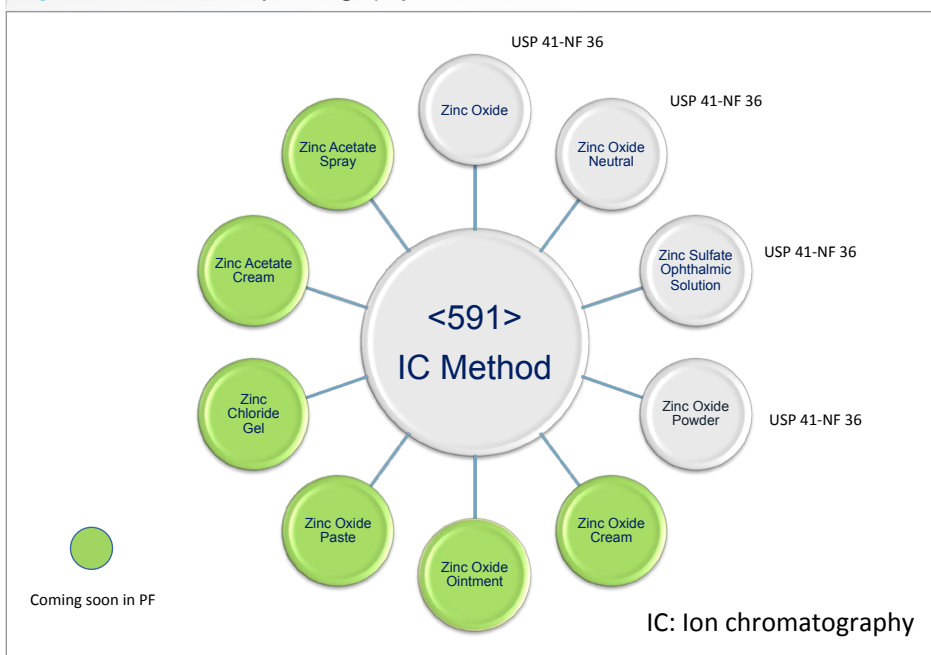 USP 41-NF 36
Zinc Oxide
USP 41-NF 36
Zinc Oxide
Neutral
USP 41-NF 36
Zinc Sulfate
Ophthalmic
Solution
USP 41-NF 36
Zinc Oxide
Powder
Zinc Oxide
Cream
Zinc Oxide
Ointment
Zinc Oxide
Paste
Zinc
Chloride
Gel
Zinc Acetate
Cream
Zinc Acetate
Spray
<591>
IC Method
Coming soon in PF
IC: Ion chromatography